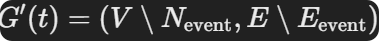 G′(t) = (V \ N_event, E \ E_event)